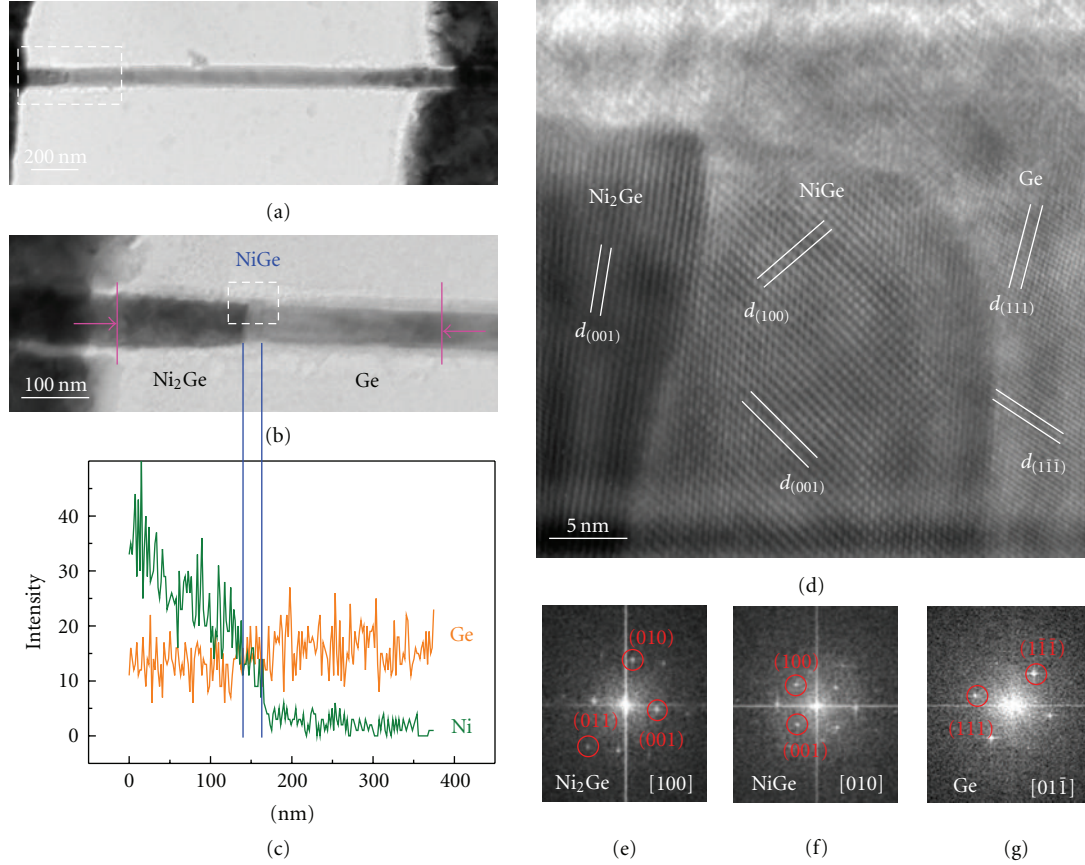 200 nm
(a)
NiGe
Ni₂Ge
Ge
100 nm
(b)
40
30
20
10
0
Intensity
Ge
Ni
0
100
200
300
400
(nm)
(c)
Ni₂Ge
NiGe
Ge
d(001)
d(100)
d(111)
d(001)
d(11̄1̄)
5 nm
(d)
(010)
(011)
(001)
Ni₂Ge
[100]
(e)
(100)
(001)
NiGe
[010]
(f)
(11̄1̄)
(111)
Ge
[011̄]
(g)